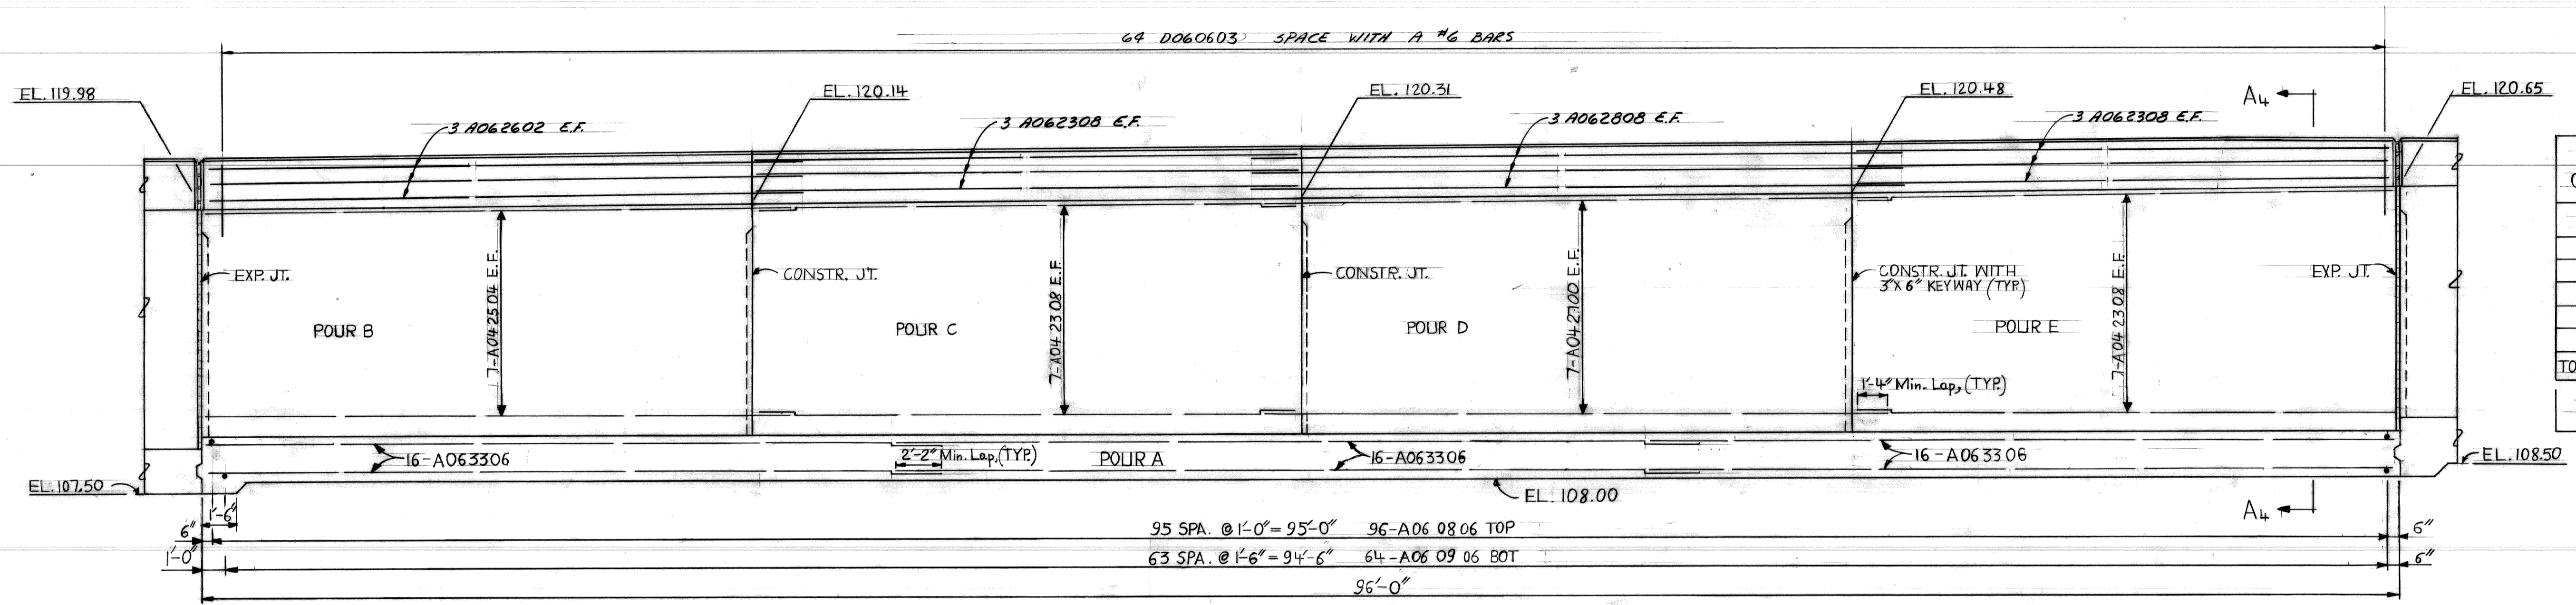 64 D060603 SPACE WITH A #6 BARS
EL. 119.98
EL. 120.14
EL. 120.31
EL. 120.48
A4
EL. 120.65
3 A062602 E.F.
3 A062308 E.F.
3 A062808 E.F.
3 A062308 E.F.
7-A042504 E.F.
7-A042308 E.F.
7-A042700 E.F.
7-A042308 E.F.
EXP. JT.
CONSTR. JT.
CONSTR. JT.
CONSTR. JT. WITH
3"X 6" KEYWAY (TYP.)
EXP. JT.
POUR B
POUR C
POUR D
POUR E
TO
1'-4" Min. Lap, (TYP.)
16-A063306
2'-2" Min. Lap, (TYP.)
POUR A
16-A063306
16-A063306
EL. 107.50
EL. 108.50
EL. 108.00
1'-6"
A4
6"
95 SPA. @ 1'-0" = 95'-0" 96-A06 08 06 TOP
6"
1'-0"
63 SPA. @ 1'-6" = 94'-6" 64-A06 09 06 BOT
6"
96'-0"